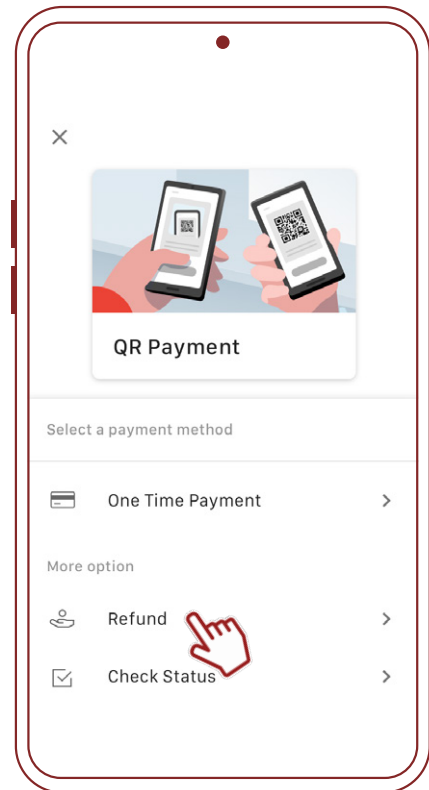 QR Payment
Select a payment method
One Time Payment
More option
Refund
Check Status